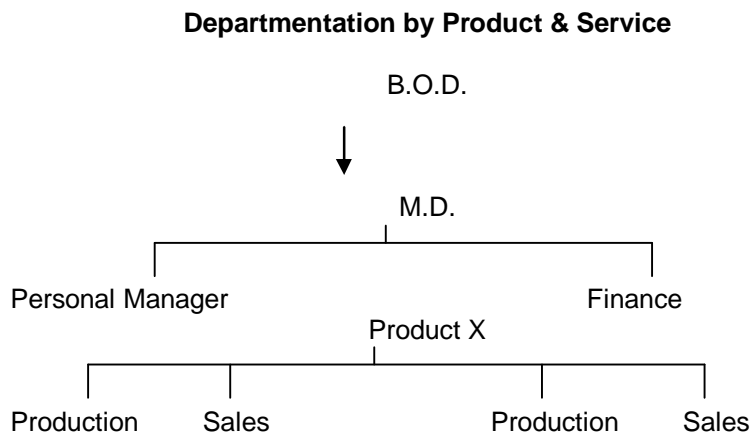 Departmentation by Product & Service
B.O.D.
M.D.
Personal Manager Finance
Product X
Production Sales Production Sales